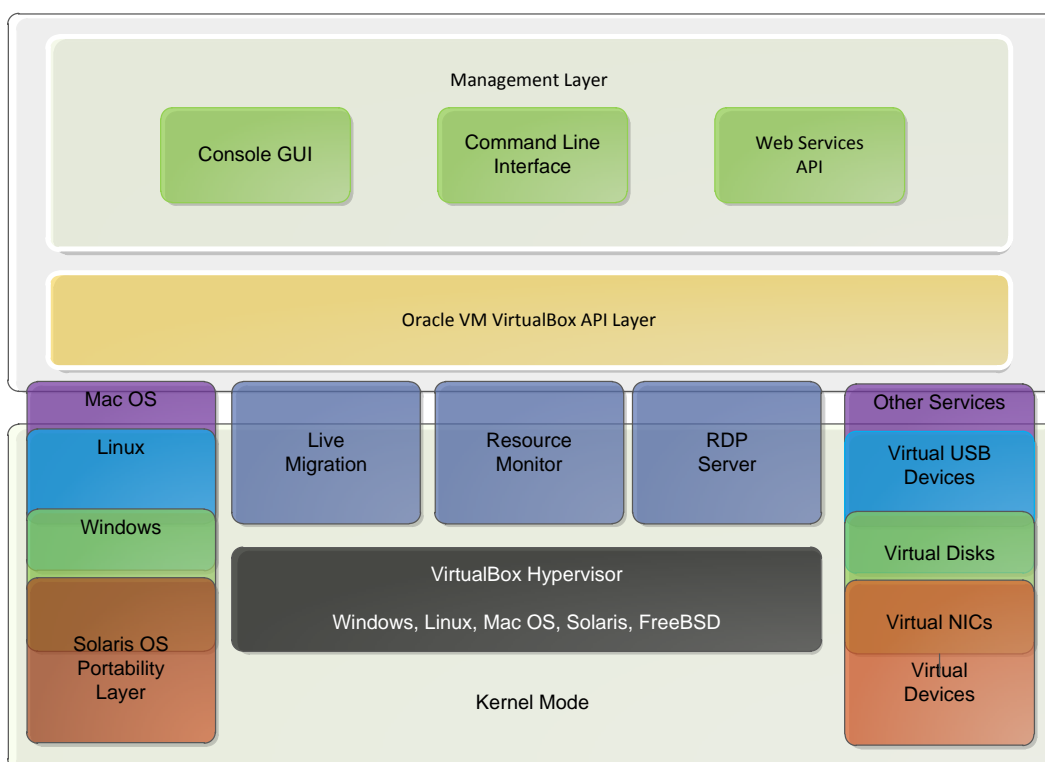 Management Layer
Console GUI
Command Line
Interface
Web Services
API
Oracle VM VirtualBox API Layer
Mac OS
Linux
Windows
Solaris OS
Portability
Layer
Live
Migration
Resource
Monitor
RDP
Server
VirtualBox Hypervisor
Windows, Linux, Mac OS, Solaris, FreeBSD
Kernel Mode
Other Services
Virtual USB
Devices
Virtual Disks
Virtual NICs
Virtual
Devices